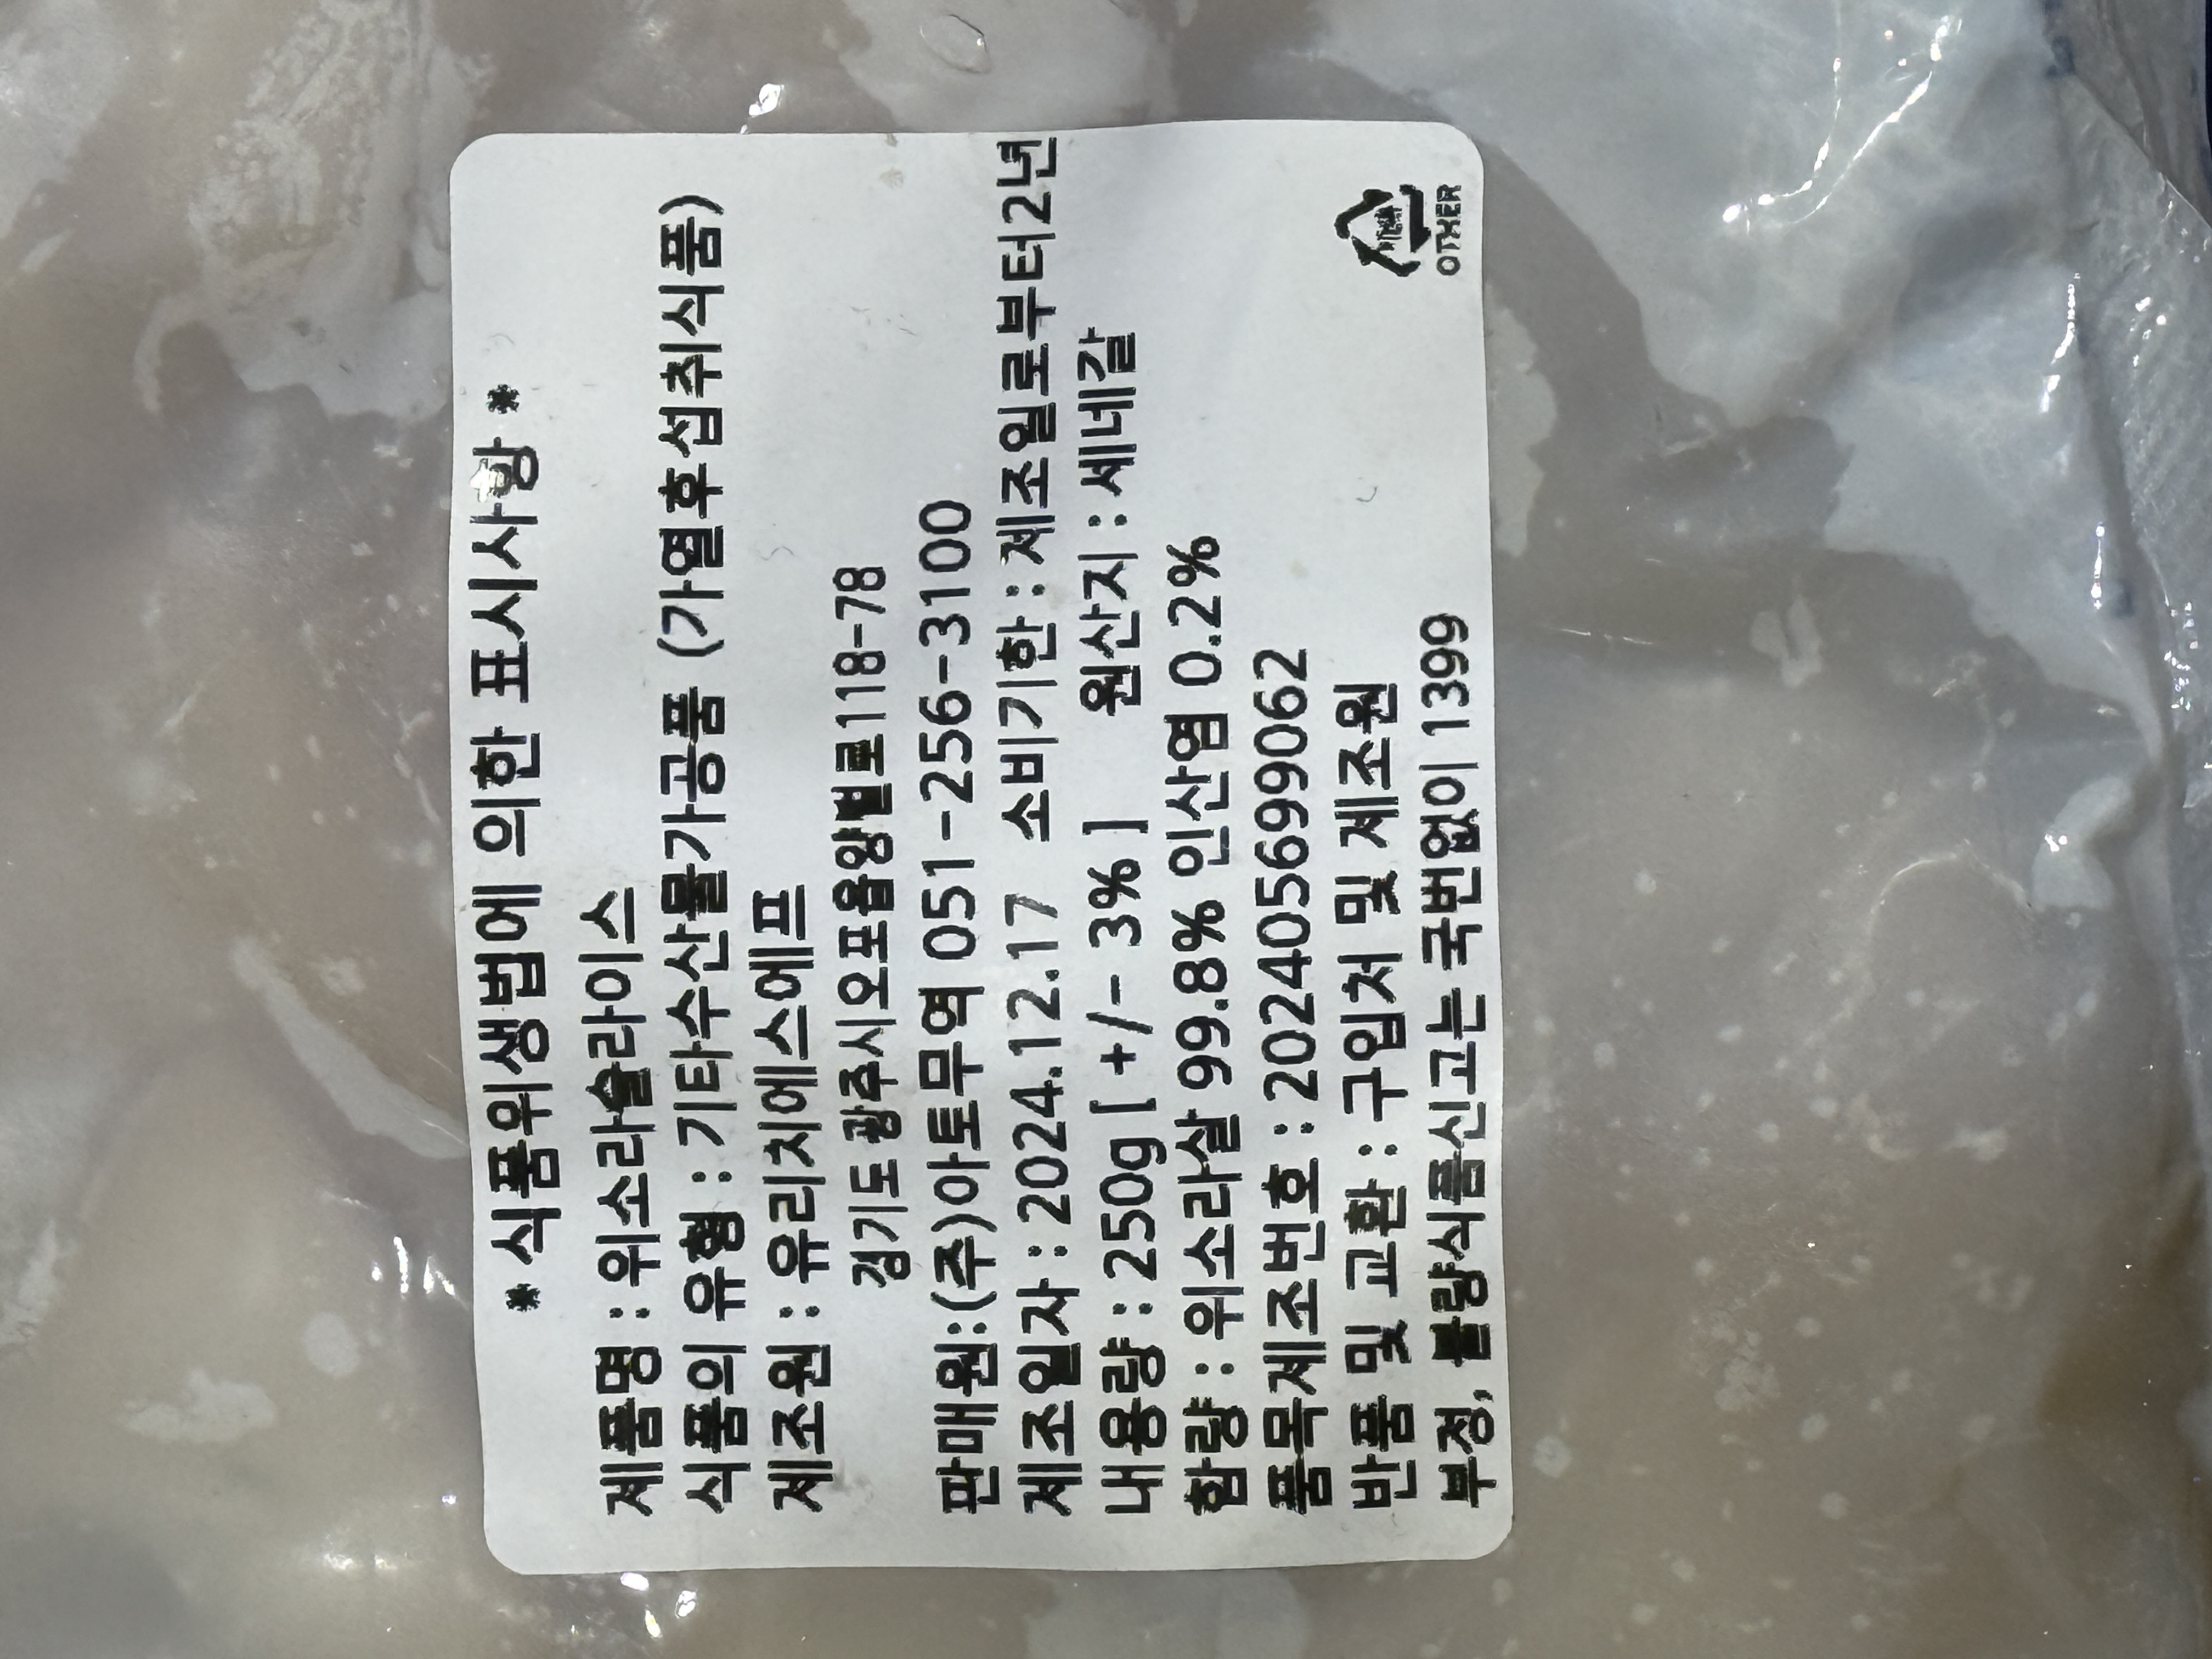 * 식품위생법에 의한 표시사항 *
제품명 : 위소라슬라이스
식품의 유형 : 기타수산물가공품 (가열후섭취식품)
제조원 : 유리치에스에프
경기도 광주시오포읍양벌로118-78
판매원:(주)아토무역 051-256-3100
제조일자 : 2024.12.17 소비기한 : 제조일로부터2년
내용량 : 250g [ +/- 3% ] 원산지 : 세네갈
함량 : 위소라살 99.8% 인산염 0.2%
품목제조번호 : 2024056990​62
반품 및 교환 : 구입처 및 제조원
부정, 불량식품신고는 국번없이 1399
OTHER